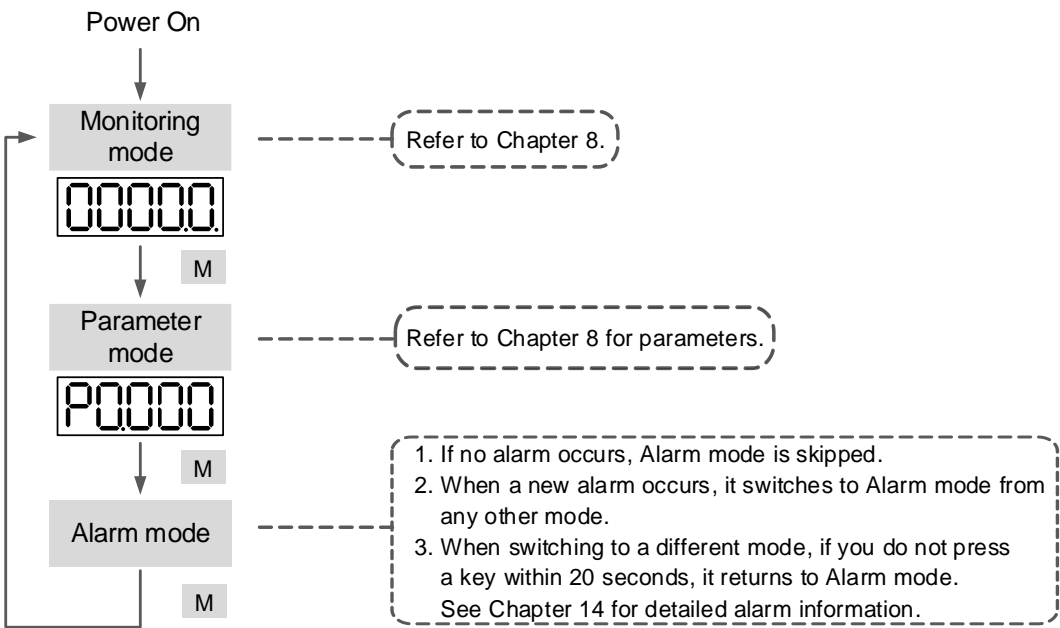 Power On
Monitoring
mode
Refer to Chapter 8.
0000.0.
M
Parameter
mode
Refer to Chapter 8 for parameters.
P0.000
M
Alarm mode
1. If no alarm occurs, Alarm mode is skipped.
2. When a new alarm occurs, it switches to Alarm mode from
any other mode.
3. When switching to a different mode, if you do not press
a key within 20 seconds, it returns to Alarm mode.
See Chapter 14 for detailed alarm information.
M